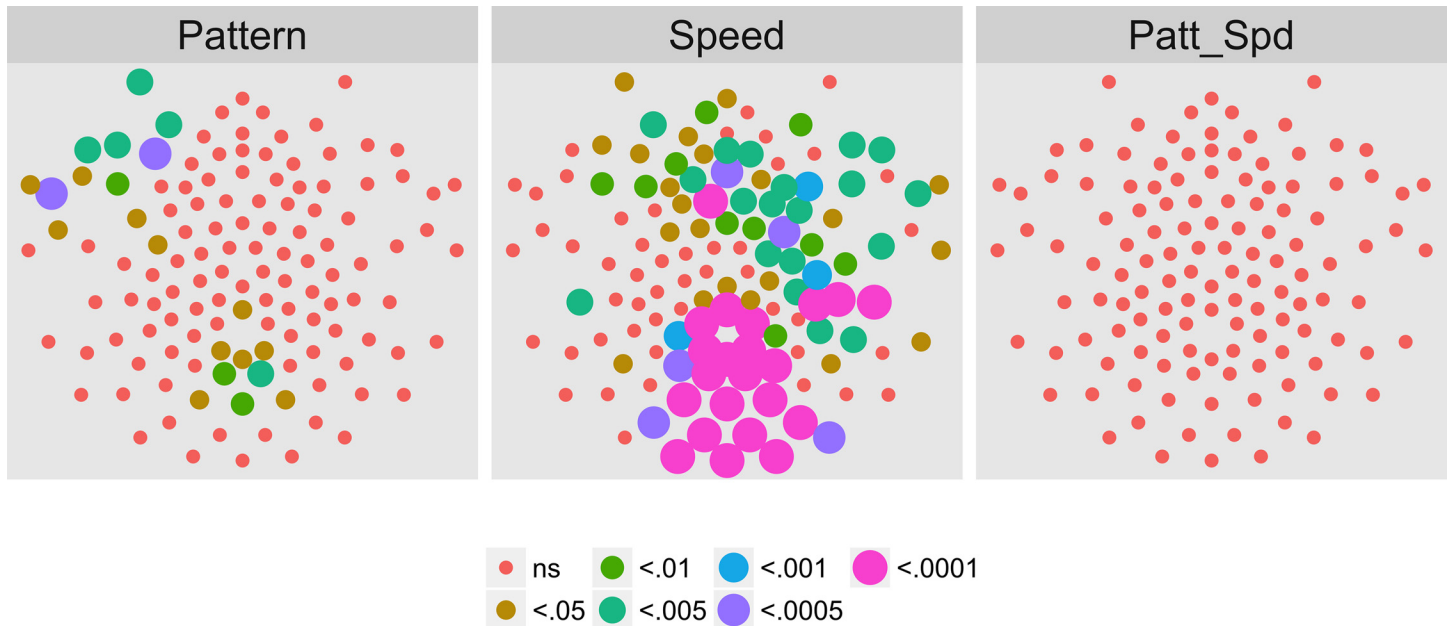 Pattern
Speed
Patt_Spd
ns <.01 <.001 <.0001
<.05 <.005 <.0005